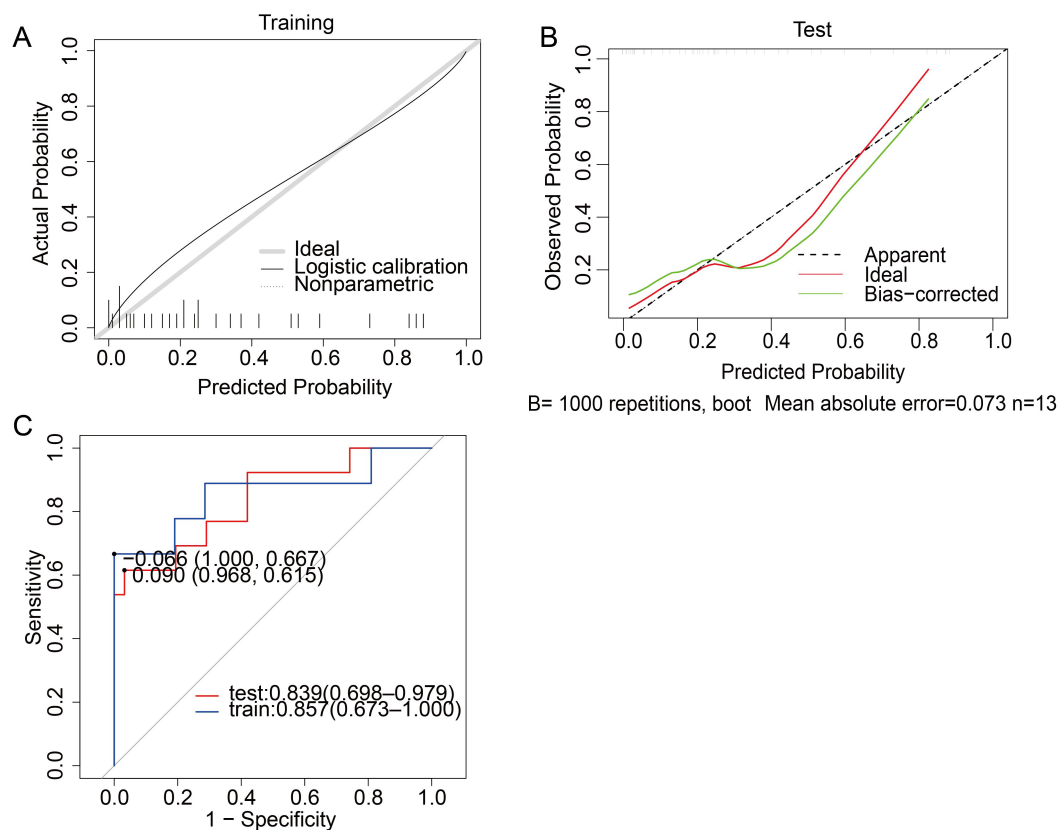 A
Training
Actual Probability
1.0
0.8
0.6
0.4
0.2
0.0
Ideal
Logistic calibration
Nonparametric
0.0 0.2 0.4 0.6 0.8 1.0
Predicted Probability
B
Test
Observed Probability
1.0
0.8
0.6
0.4
0.2
Apparent
Ideal
Bias−corrected
0.0 0.2 0.4 0.6 0.8 1.0
Predicted Probability
B= 1000 repetitions, boot Mean absolute error=0.073 n=13
C
Sensitivity
1.0
0.8
0.6
0.4
0.2
0.0
−0.066 (1.000, 0.667)
0.090 (0.968, 0.615)
test:0.839(0.698–0.979)
train:0.857(0.673–1.000)
0.0 0.2 0.4 0.6 0.8 1.0
1 − Specificity